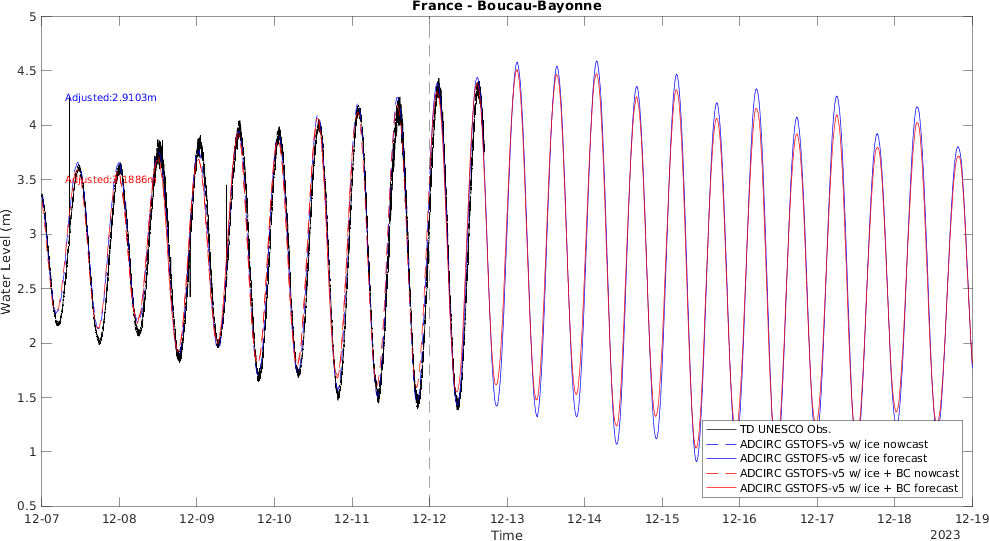 France - Boucau-Bayonne
Water Level (m)
5
4.5
4
3.5
3
2.5
2
1.5
1
0.5
Adjusted:2.9103m
Adjusted:3.1886m
TD UNESCO Obs.
ADCIRC GSTOFS-v5 w/ ice nowcast
ADCIRC GSTOFS-v5 w/ ice forecast
ADCIRC GSTOFS-v5 w/ ice + BC nowcast
ADCIRC GSTOFS-v5 w/ ice + BC forecast
12-07 12-08 12-09 12-10 12-11 12-12 12-13 12-14 12-15 12-16 12-17 12-18 12-19
Time
2023